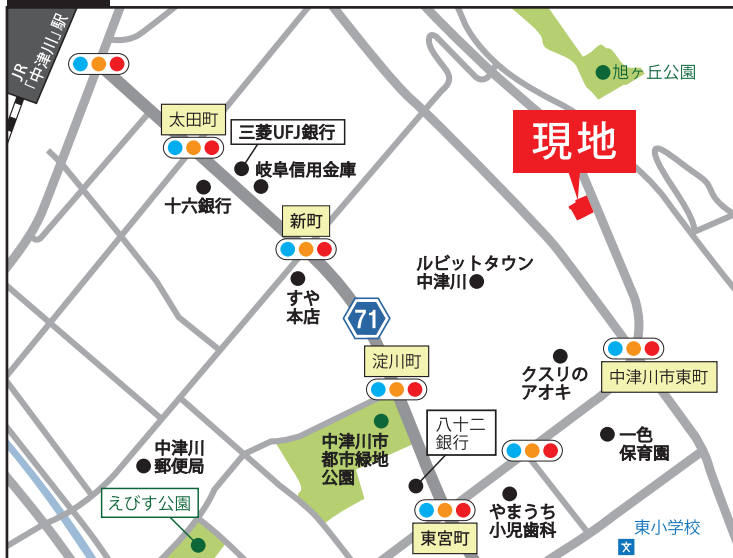 JR
「中津川」駅
旭ヶ丘公園
太田町
三菱UFJ銀行
現地
岐阜信用金庫
十六銀行
新町
ルビットタウン
中津川
すや
本店
71
淀川町
クスリの
アオキ
中津川市東町
八十二
銀行
中津川市
都市緑地
公園
一色
保育園
中津川
郵便局
えびす公園
やまうち
小児歯科
東宮町
東小学校
文